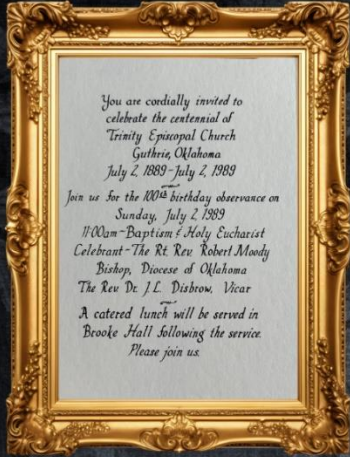 You are cordially invited to
celebrate the centennial of
Trinity Episcopal Church
Guthrie, Oklahoma
July 2, 1889-July 2, 1989
Join us for the 100th birthday observance on
Sunday, July 2, 1989
11:00am-Baptism & Holy Eucharist
Celebrant-The Rt. Rev. Robert Moody
Bishop, Diocese of Oklahoma
The Rev. Dr. J.L. Disbrow, Vicar
A catered lunch will be served in
Brooke Hall following the service.
Please join us.